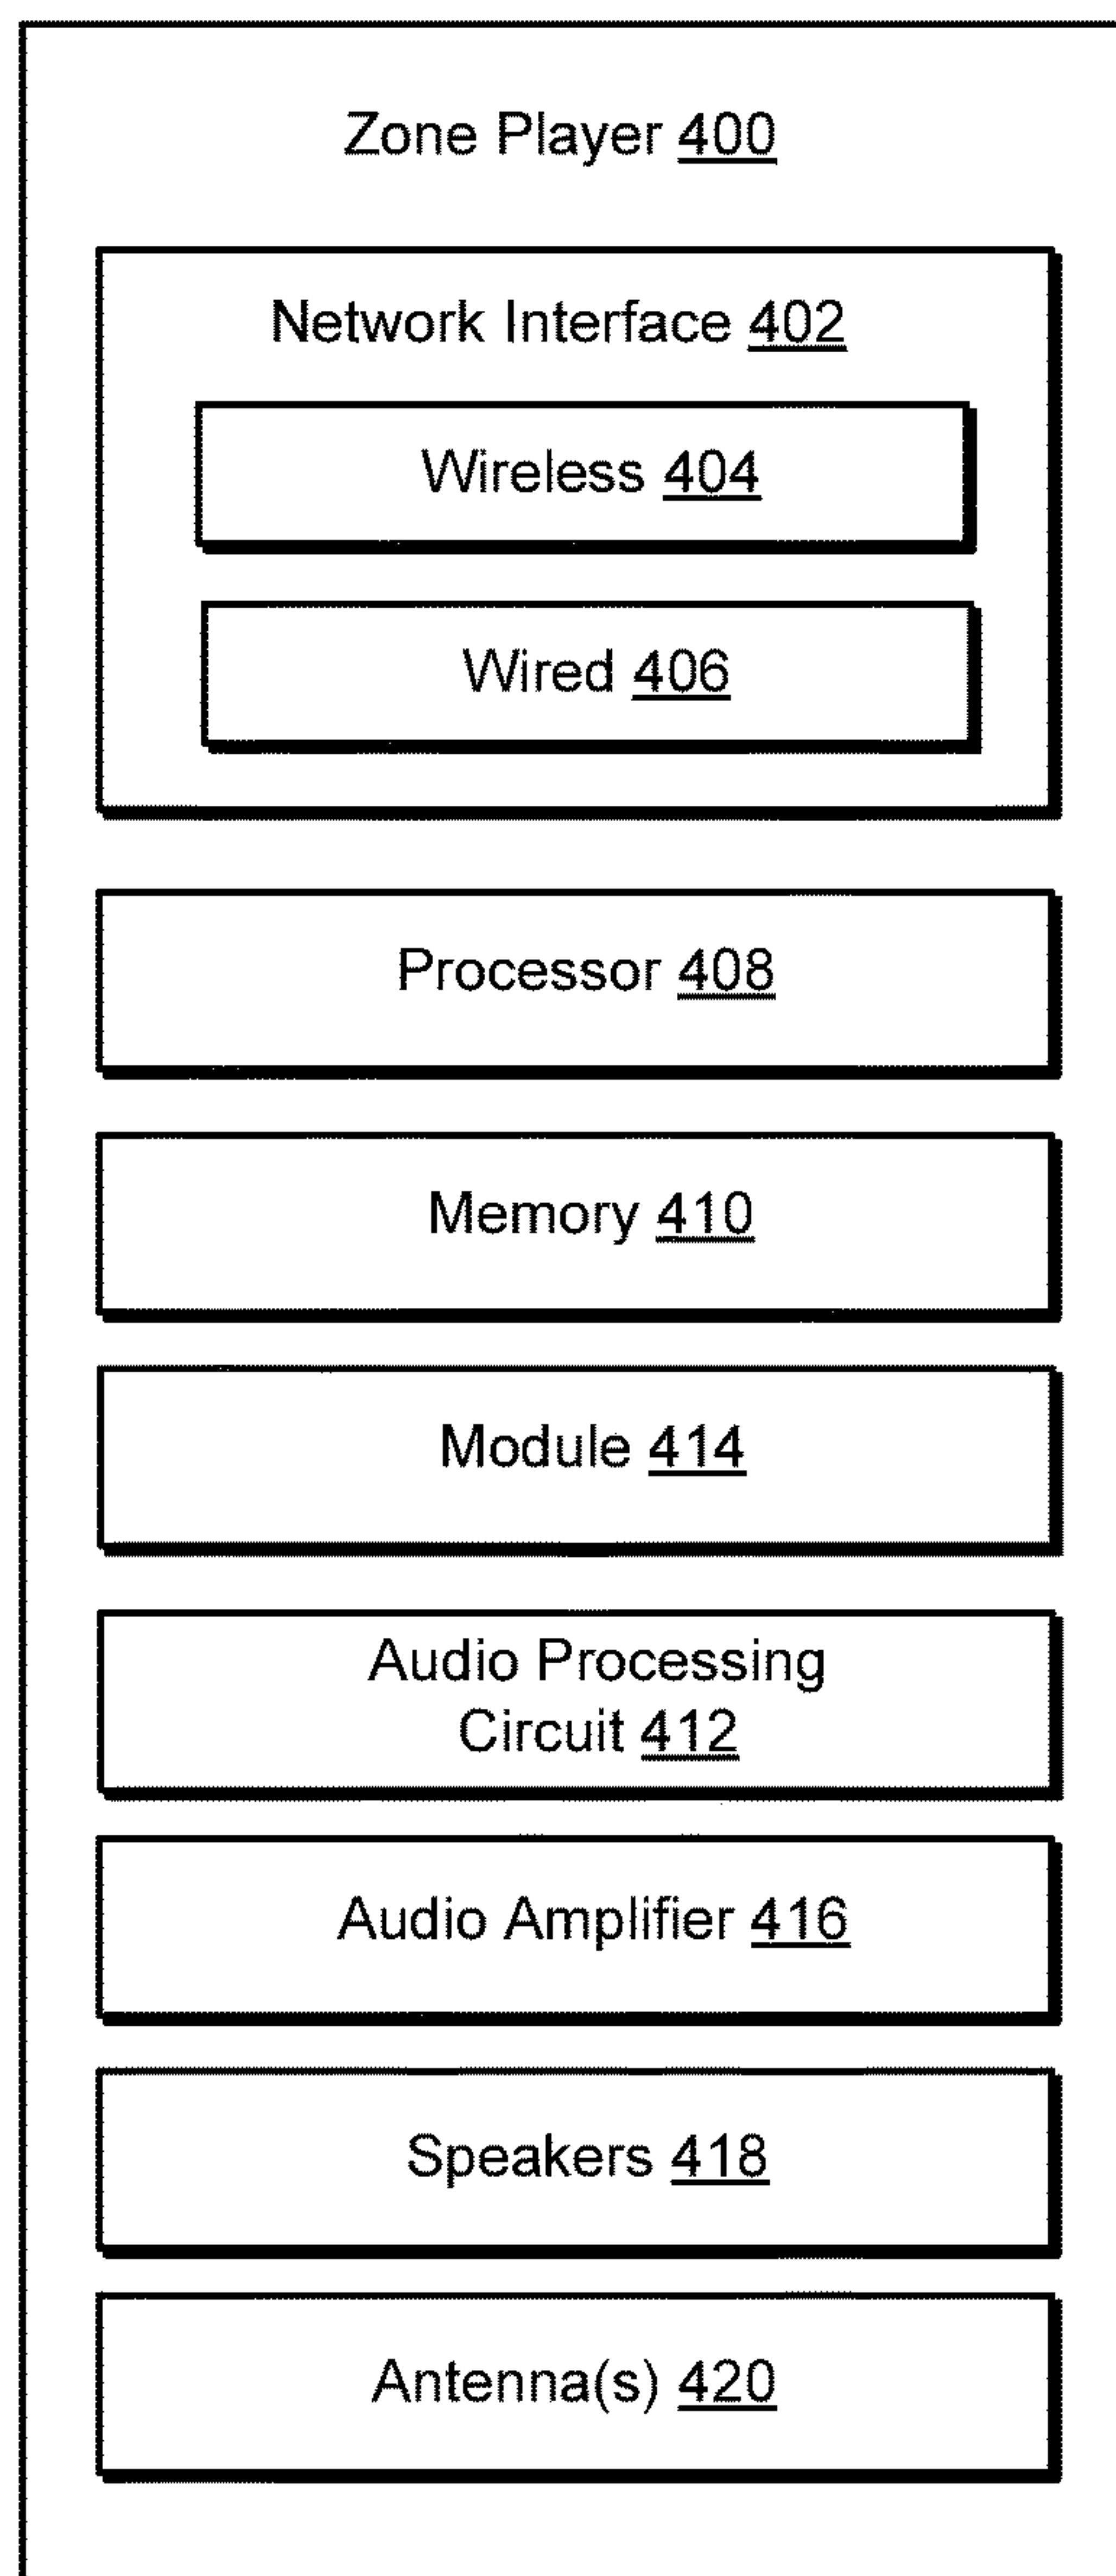 Zone Player 400
Network Interface 402
Wireless 404
Wired 406
Processor 408
Memory 410
Module 414
Audio Processing
Circuit 412
Audio Amplifier 416
Speakers 418
Antenna(s) 420